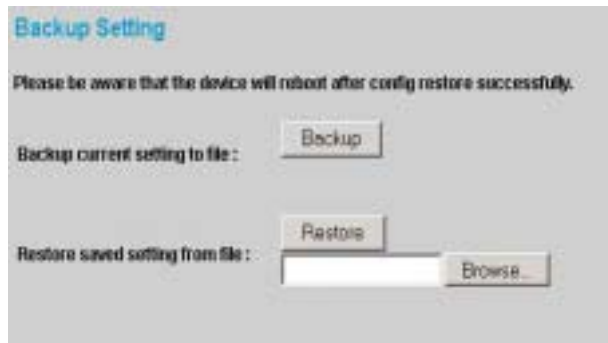 Backup Setting
Please be aware that the device will reboot after config restore successfully.
Backup
Backup current setting to file :
Restore
Restore saved setting from file :
Browse...